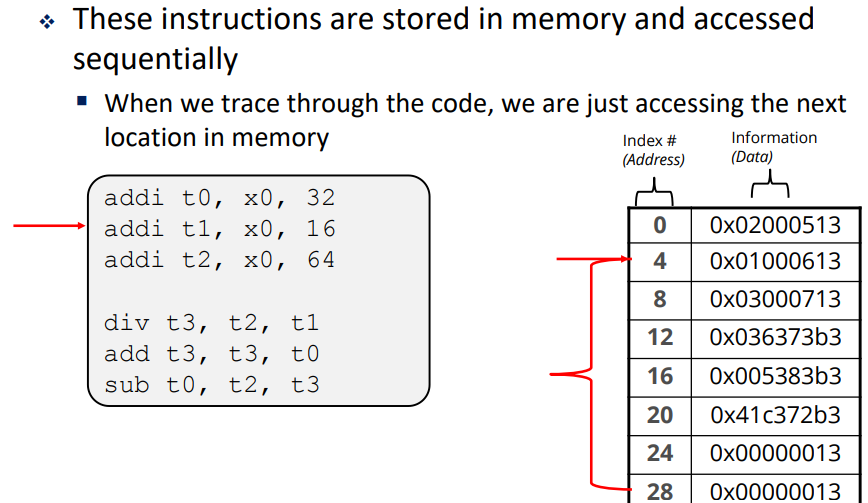 ❖ These instructions are stored in memory and accessed
sequentially
▪ When we trace through the code, we are just accessing the next
location in memory
addi t0, x0, 32
addi t1, x0, 16
addi t2, x0, 64
div t3, t2, t1
add t3, t3, t0
sub t0, t2, t3
Index # Information
(Address) (Data)
0 0x02000513
4 0x01000613
8 0x03000713
12 0x036373b3
16 0x005383b3
20 0x41c372b3
24 0x00000013
28 0x00000013